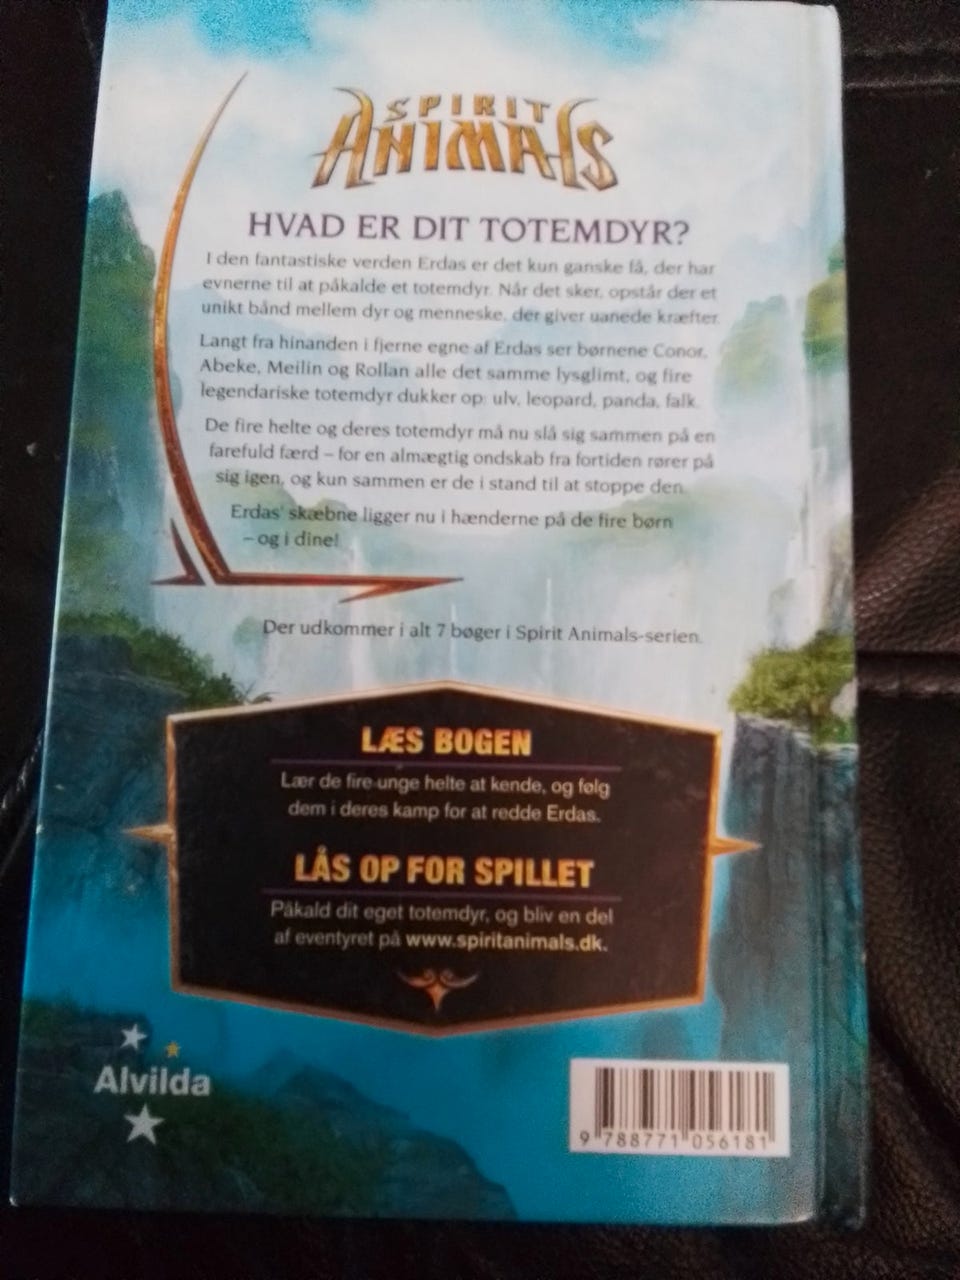 SPIRIT
ANIMALS
HVAD ER DIT TOTEMDYR?
I den fantastiske verden Erdas er det kun ganske få, der har
evnerne til at påkalde et totemdyr. Når det sker, opstår der et
unikt bånd mellem dyr og menneske, der giver uanede kræfter.
Langt fra hinanden i fjerne egne af Erdas ser børnene Conor,
Abeke, Meilin og Rollan alle det samme lysglimt, og fire
legendariske totemdyr dukker op: ulv, leopard, panda, falk.
De fire helte og deres totemdyr må nu slå sig sammen på en
farefuld færd – for en almægtig ondskab fra fortiden rører på
sig igen, og kun sammen er de i stand til at stoppe den.
Erdas' skæbne ligger nu i hænderne på de fire børn
– og i dine!
Der udkommer i alt 7 bøger i Spirit Animals-serien.
LÆS BOGEN
Lær de fire unge helte at kende, og følg
dem i deres kamp for at redde Erdas.
LÅS OP FOR SPILLET
Påkald dit eget totemdyr, og bliv en del
af eventyret på www.spiritanimals.dk.
Alvilda
9 788771 056181